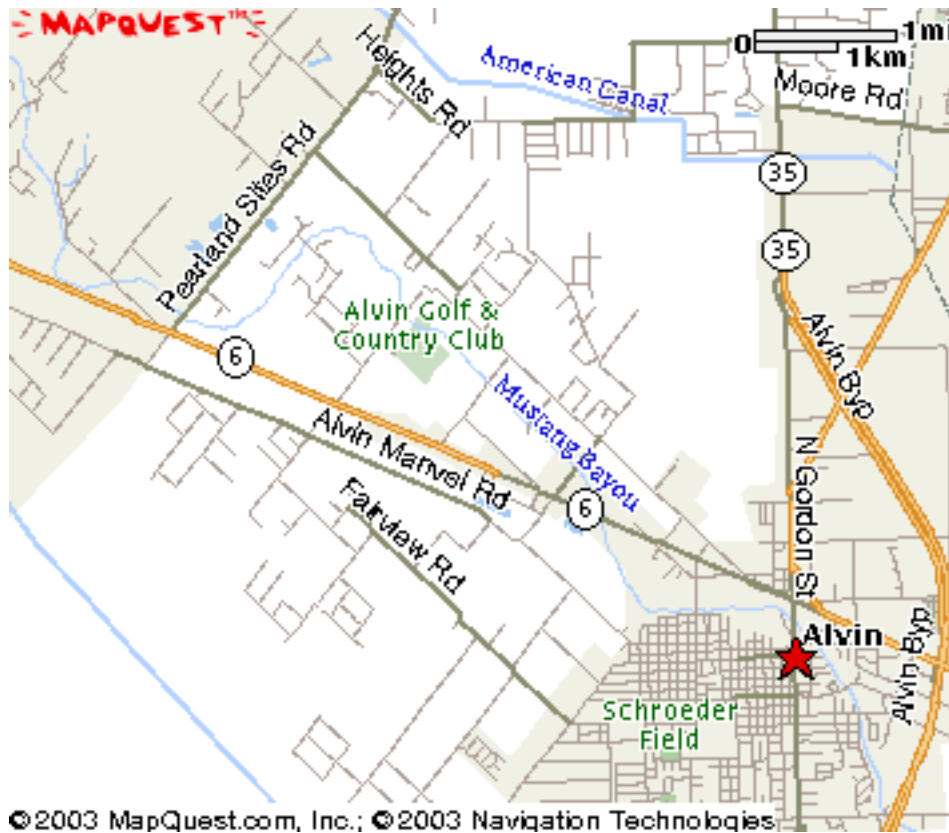 MAPQUEST™
0 1mi
1km
Heights Rd
American Canal
Moore Rd
35
Pearland Sites Rd
35
Alvin Golf &
Country Club
Alvin Byp
6
Mustang Bayou
Alvin Manvel Rd
N Gordon St
6
Fairview Rd
Alvin
Alvin Byp
Schroeder
Field
©2003 MapQuest.com, Inc.; ©2003 Navigation Technologies